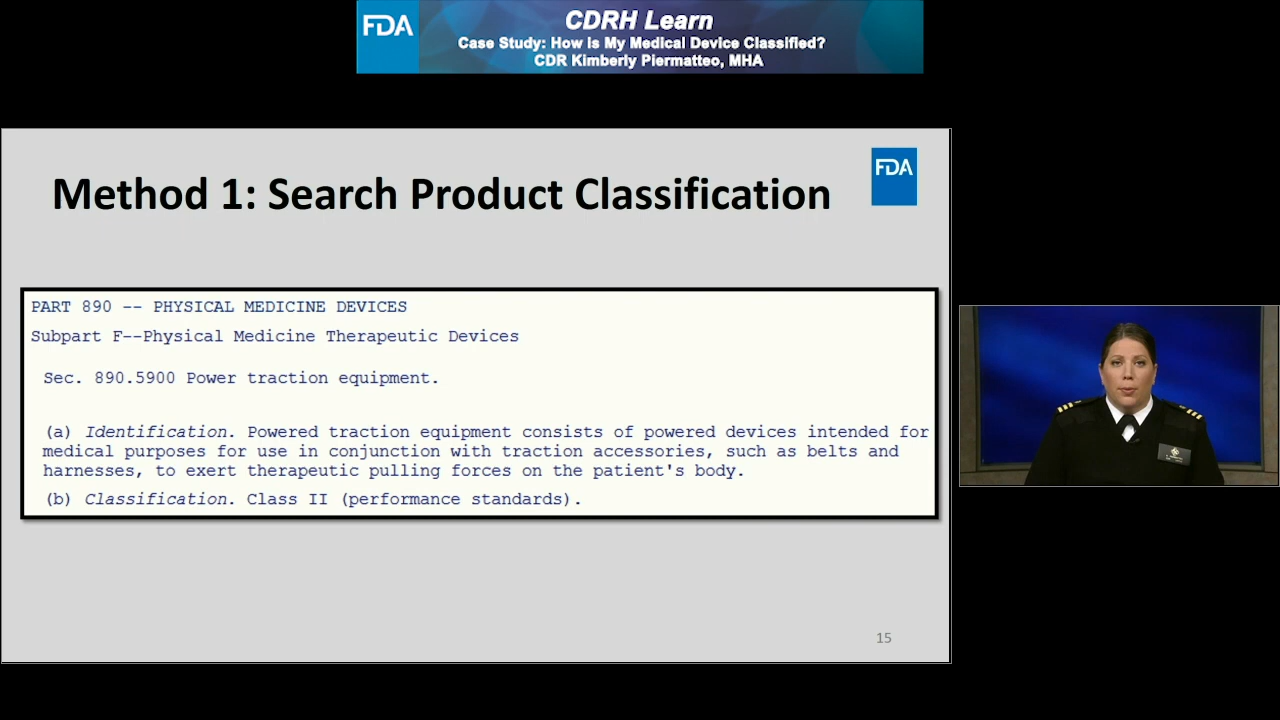 FDA
CDRH Learn
Case Study: How Is My Medical Device Classified?
CDR Kimberly Piermatteo, MHA
FDA
Method 1: Search Product Classification
PART 890 -- PHYSICAL MEDICINE DEVICES
Subpart F--Physical Medicine Therapeutic Devices
Sec. 890.5900 Power traction equipment.
(a) Identification. Powered traction equipment consists of powered devices intended for
medical purposes for use in conjunction with traction accessories, such as belts and
harnesses, to exert therapeutic pulling forces on the patient's body.
(b) Classification. Class II (performance standards).
15